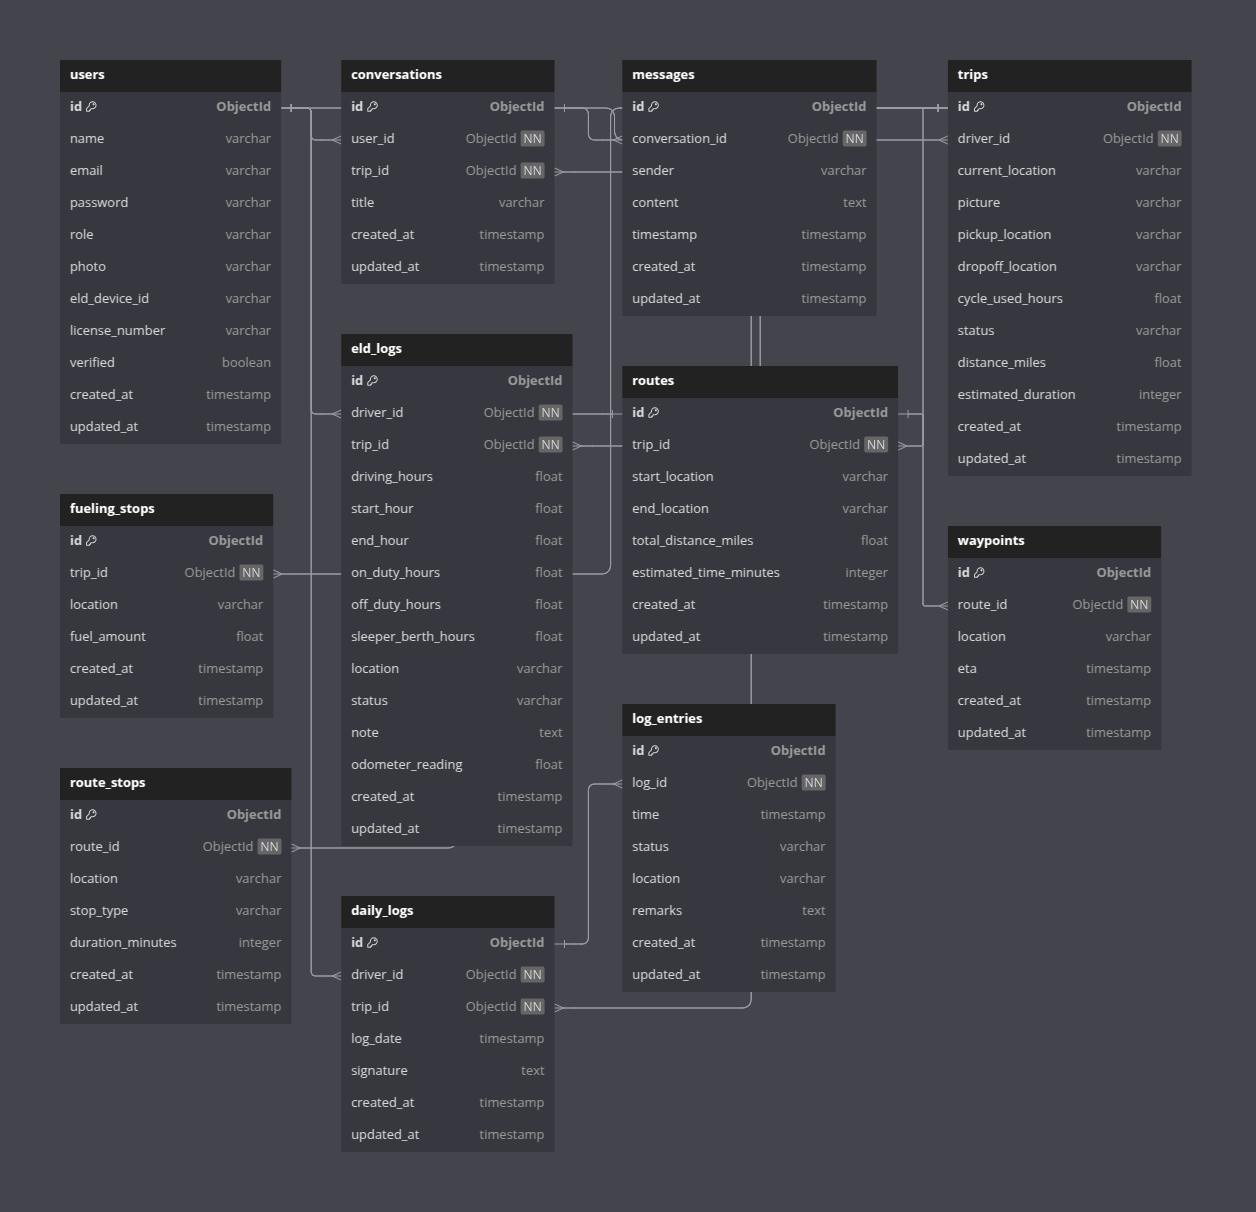 users
id ObjectId
name varchar
email varchar
password varchar
role varchar
photo varchar
eld_device_id varchar
license_number varchar
verified boolean
created_at timestamp
updated_at timestamp
conversations
id ObjectId
user_id ObjectId NN
trip_id ObjectId NN
title varchar
created_at timestamp
updated_at timestamp
messages
id ObjectId
conversation_id ObjectId NN
sender varchar
content text
timestamp timestamp
created_at timestamp
updated_at timestamp
trips
id ObjectId
driver_id ObjectId NN
current_location varchar
picture varchar
pickup_location varchar
dropoff_location varchar
cycle_used_hours float
status varchar
distance_miles float
estimated_duration integer
created_at timestamp
updated_at timestamp
eld_logs
id ObjectId
driver_id ObjectId NN
trip_id ObjectId NN
driving_hours float
start_hour float
end_hour float
on_duty_hours float
off_duty_hours float
sleeper_berth_hours float
location varchar
status varchar
note text
odometer_reading float
created_at timestamp
updated_at timestamp
routes
id ObjectId
trip_id ObjectId NN
start_location varchar
end_location varchar
total_distance_miles float
estimated_time_minutes integer
created_at timestamp
updated_at timestamp
fueling_stops
id ObjectId
trip_id ObjectId NN
location varchar
fuel_amount float
created_at timestamp
updated_at timestamp
waypoints
id ObjectId
route_id ObjectId NN
location varchar
eta timestamp
created_at timestamp
updated_at timestamp
log_entries
id ObjectId
log_id ObjectId NN
time timestamp
status varchar
location varchar
remarks text
created_at timestamp
updated_at timestamp
route_stops
id ObjectId
route_id ObjectId NN
location varchar
stop_type varchar
duration_minutes integer
created_at timestamp
updated_at timestamp
daily_logs
id ObjectId
driver_id ObjectId NN
trip_id ObjectId NN
log_date timestamp
signature text
created_at timestamp
updated_at timestamp